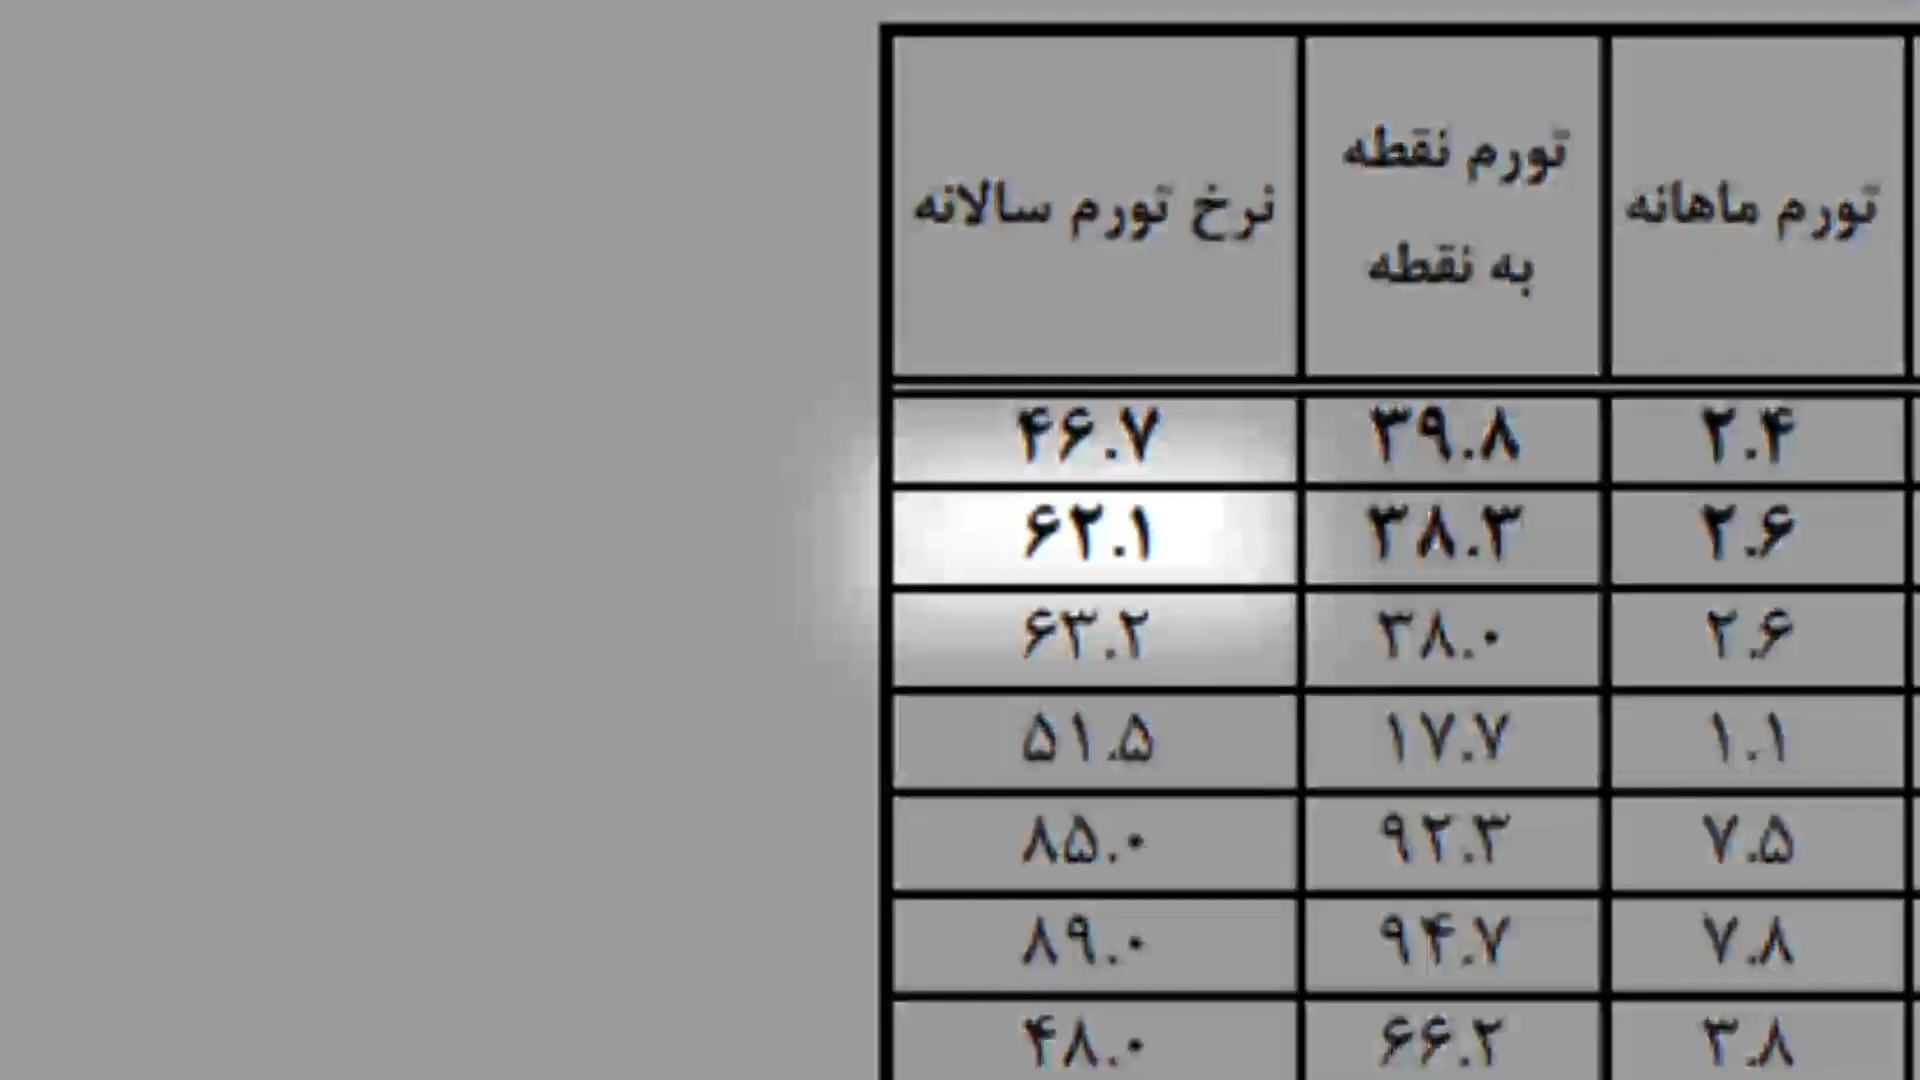 تورم ماهانه	تورم نقطه به نقطه	نرخ تورم سالانه
۲.۴	۳۹.۸	۴۶.۷
۲.۶	۳۸.۳	۶۲.۱
۲.۶	۳۸.۰	۶۳.۲
۱.۱	۱۷.۷	۵۱.۵
۷.۵	۹۲.۳	۸۵.۰
۷.۸	۹۴.۷	۸۹.۰
۳.۸	۶۶.۲	۴۸.۰